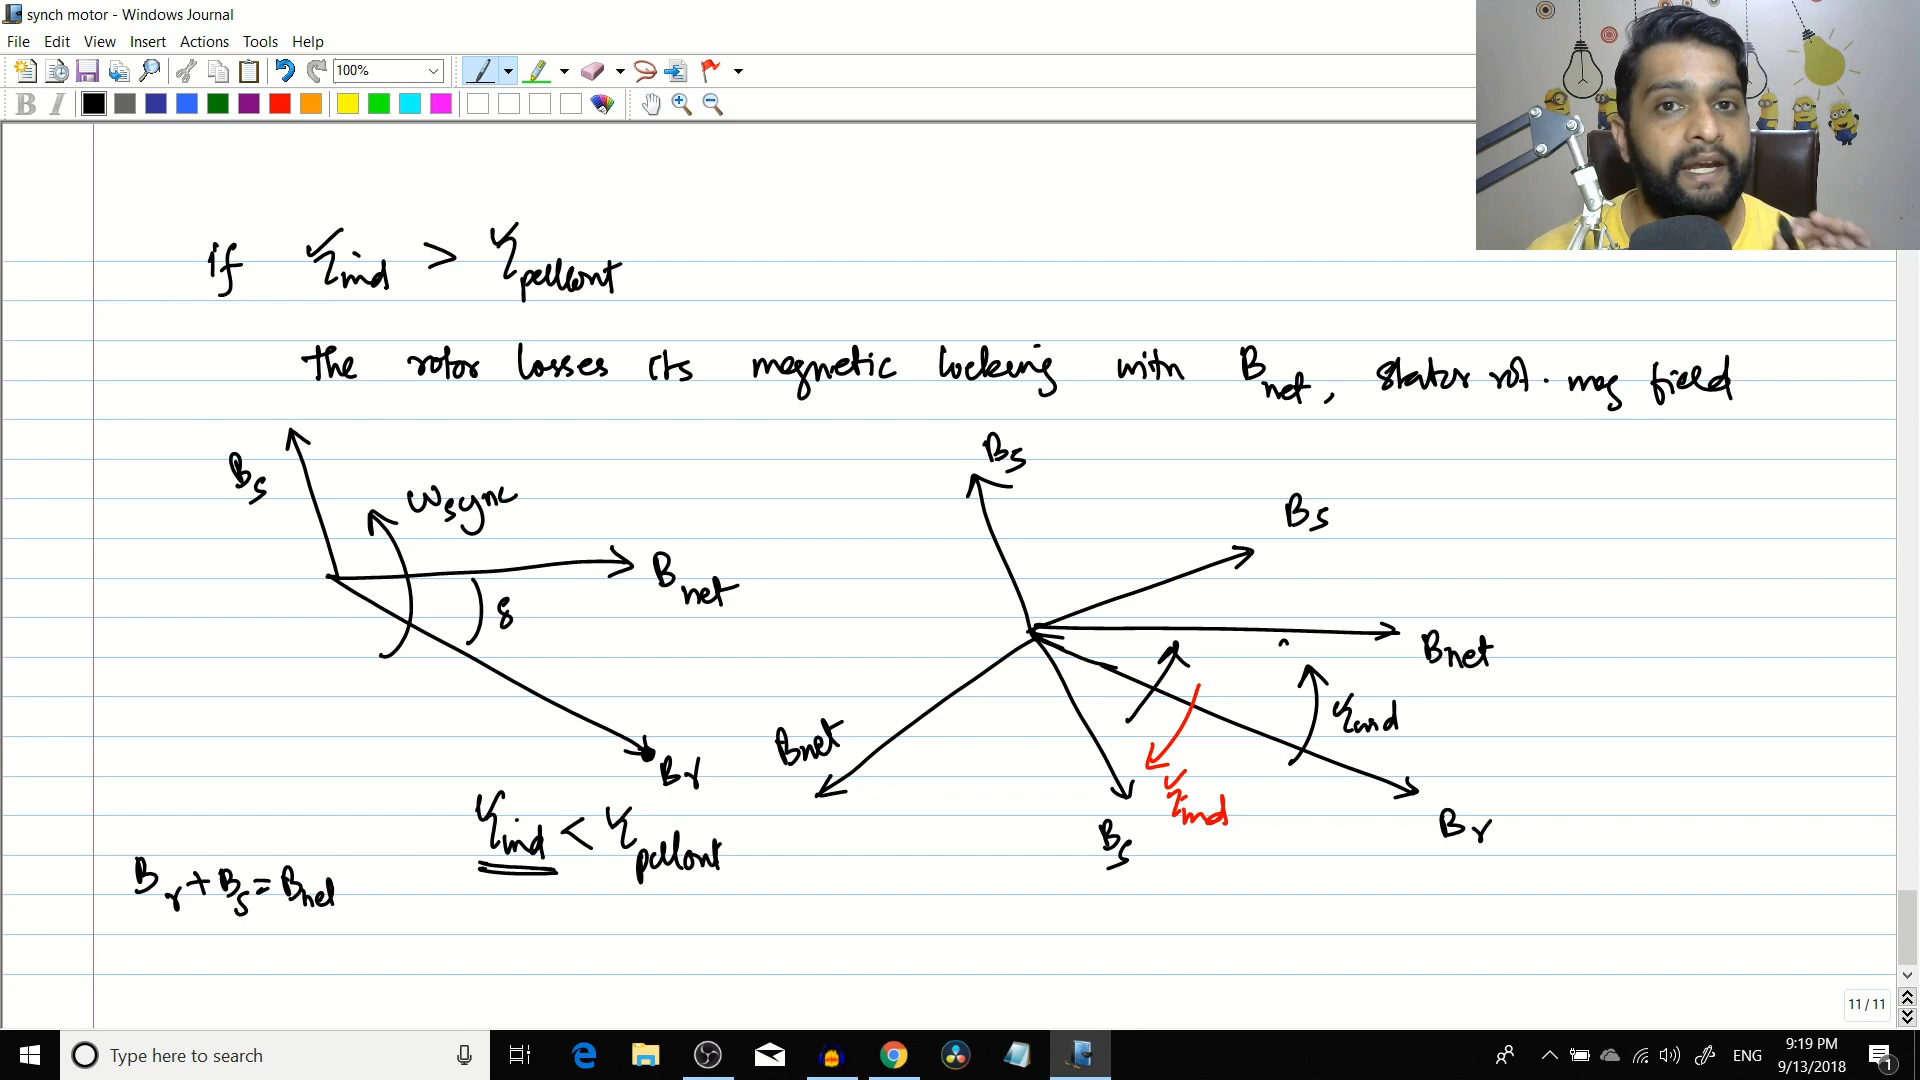 synch motor - Windows Journal
File Edit View Insert Actions Tools Help
100%
B I
if τind > τpullout
the rotor losses its magnetic locking with Bnet, stator rot. mag field
Bs
ωsync
Bnet
δ
Br
τind < τpullout
Br + Bs = Bnet
Bs
Bs
Bnet
τind
Bnet
τind
Bs
Br
11 / 11
Type here to search
ENG
9:19 PM
9/13/2018
1